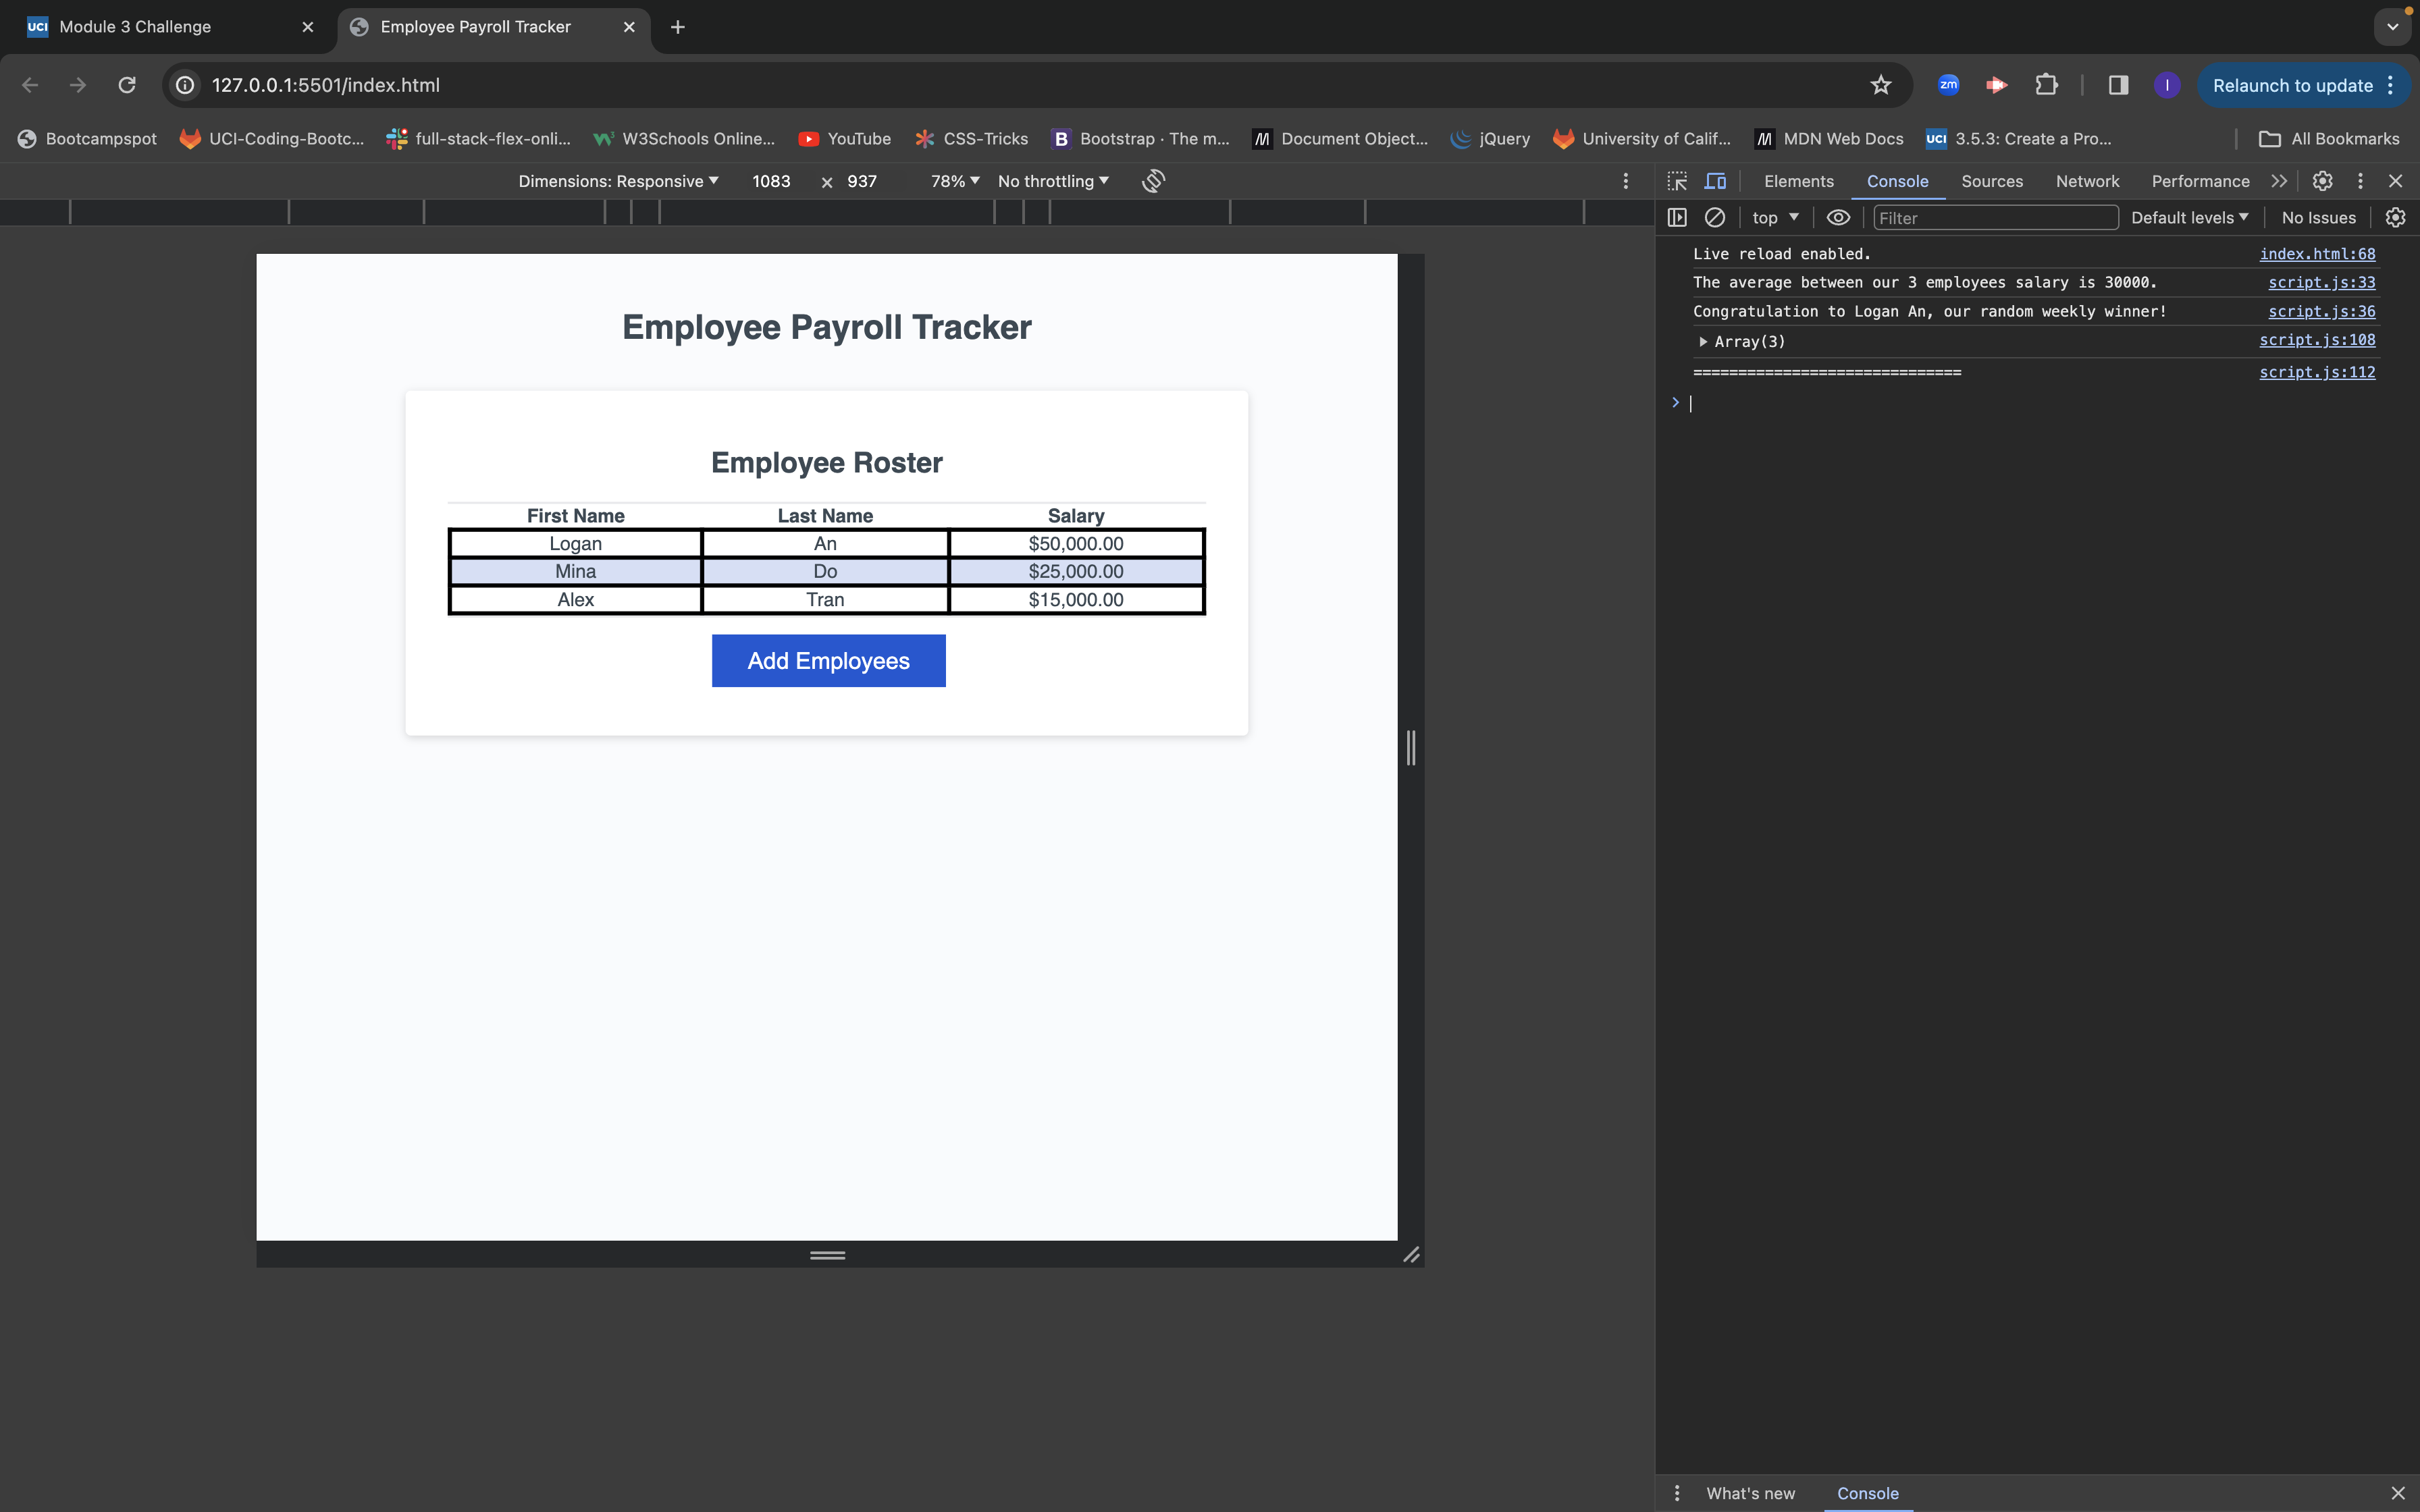 UCI Module 3 Challenge
Employee Payroll Tracker
127.0.0.1:5501/index.html
zm
I
Relaunch to update
Bootcampspot
UCI-Coding-Bootc...
full-stack-flex-onli...
W3Schools Online...
YouTube
CSS-Tricks
B Bootstrap · The m...
Document Object...
jQuery
University of Calif...
MDN Web Docs
UCI 3.5.3: Create a Pro...
All Bookmarks
Dimensions: Responsive 1083 × 937 78% No throttling
Elements Console Sources Network Performance
top Filter Default levels No Issues
Live reload enabled. index.html:68
The average between our 3 employees salary is 30000. script.js:33
Congratulation to Logan An, our random weekly winner! script.js:36
Array(3) script.js:108
============================== script.js:112
Employee Payroll Tracker
Employee Roster
First Name Last Name Salary
Logan An $50,000.00
Mina Do $25,000.00
Alex Tran $15,000.00
Add Employees
What's new Console